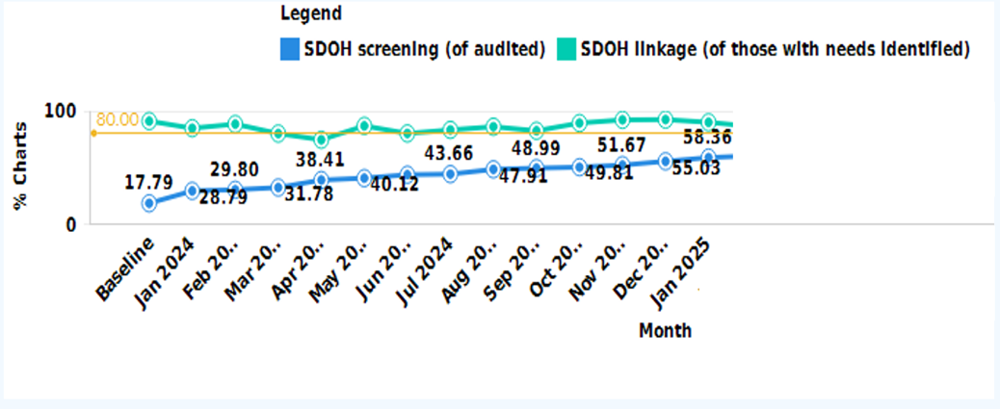 Legend
SDOH screening (of audited) SDOH linkage (of those with needs identified)
% Charts
100
0
80.00
17.79
28.79
29.80
31.78
38.41
40.12
43.66
47.91
48.99
49.81
51.67
55.03
58.36
Baseline
Jan 2024
Feb 20..
Mar 20..
Apr 20..
May 20..
Jun 20..
Jul 2024
Aug 20..
Sep 20..
Oct 20..
Nov 20..
Dec 20..
Jan 2025
Month